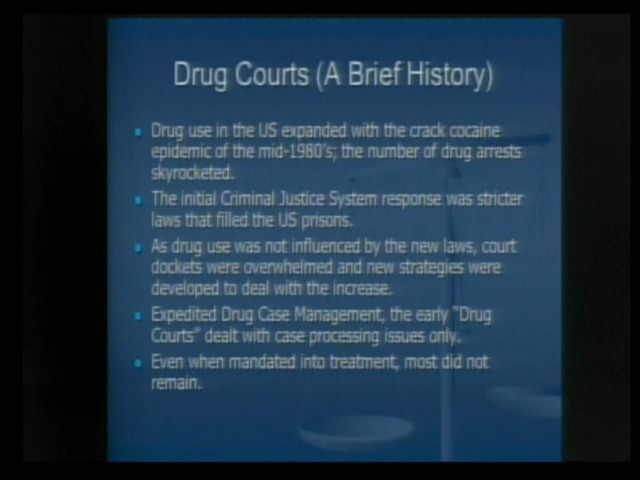 Drug Courts (A Brief History)
Drug use in the US expanded with the crack cocaine
epidemic of the mid-1980's; the number of drug arrests
skyrocketed.
The initial Criminal Justice System response was stricter
laws that filled the US prisons.
As drug use was not influenced by the new laws, court
dockets were overwhelmed and new strategies were
developed to deal with the increase.
Expedited Drug Case Management, the early "Drug
Courts" dealt with case processing issues only.
Even when mandated into treatment, most did not
remain.